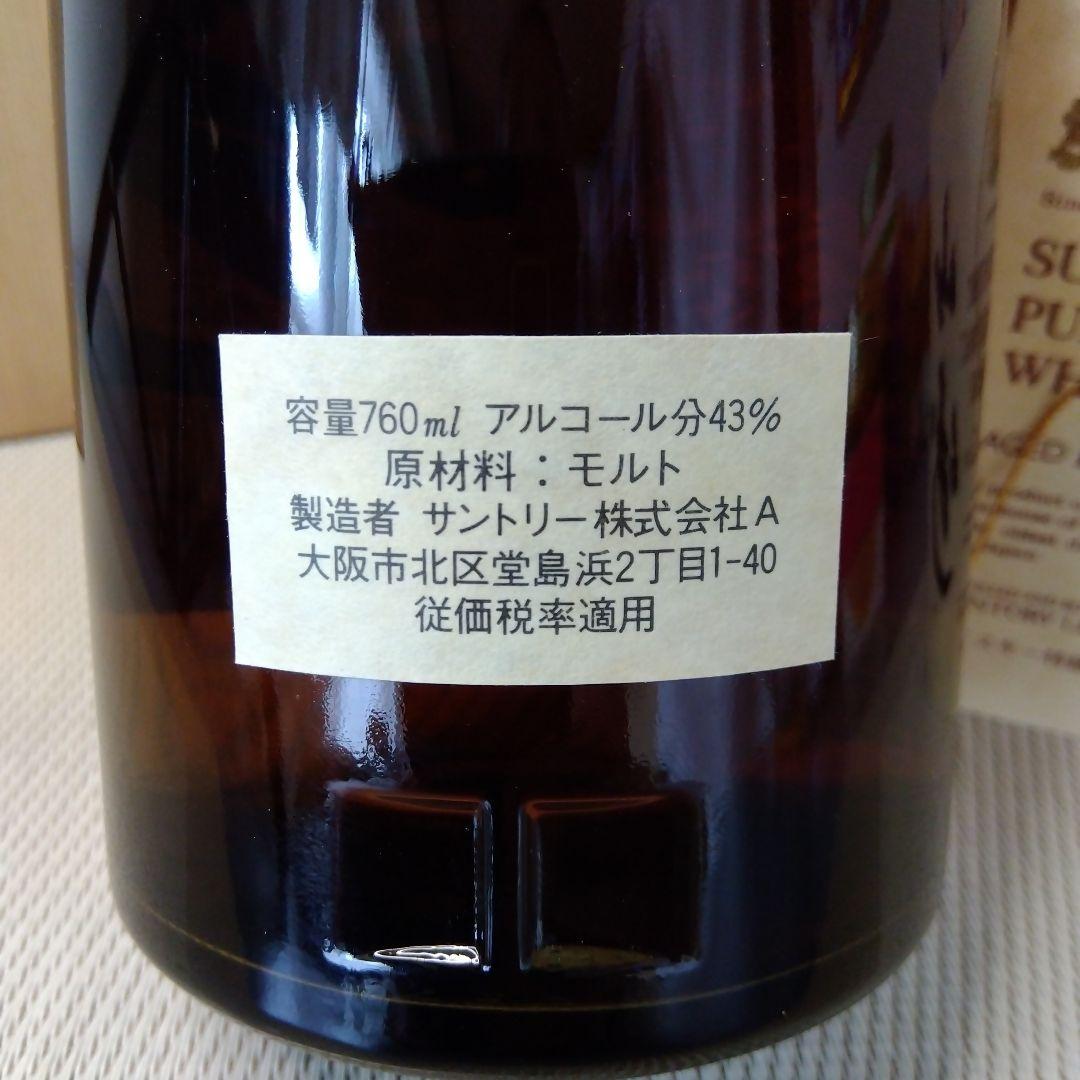 容量760ml アルコール分43%
原材料：モルト
製造者 サントリー株式会社A
大阪市北区堂島浜2丁目1-40
従価税率適用
SU
PU
WH
AGED